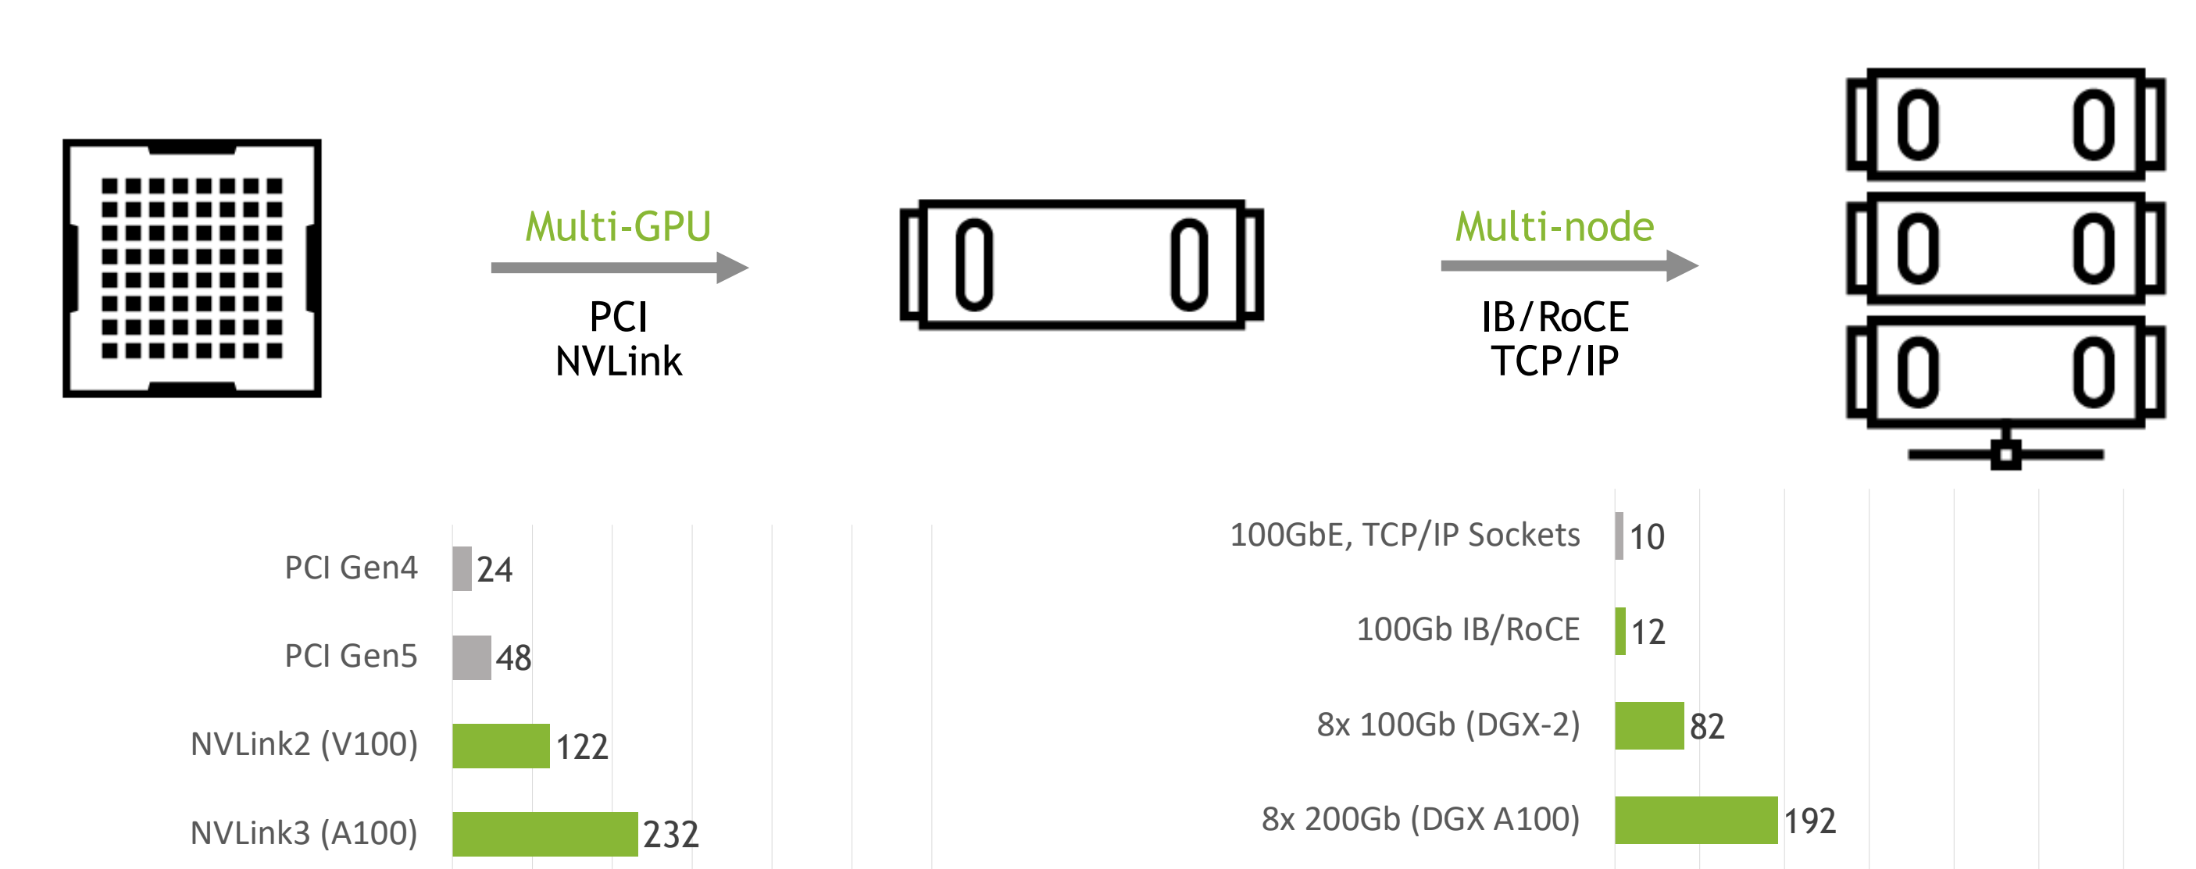 Multi-GPU
PCI
NVLink
Multi-node
IB/RoCE
TCP/IP
PCI Gen4 24
PCI Gen5 48
NVLink2 (V100) 122
NVLink3 (A100) 232
100GbE, TCP/IP Sockets 10
100Gb IB/RoCE 12
8x 100Gb (DGX-2) 82
8x 200Gb (DGX A100) 192